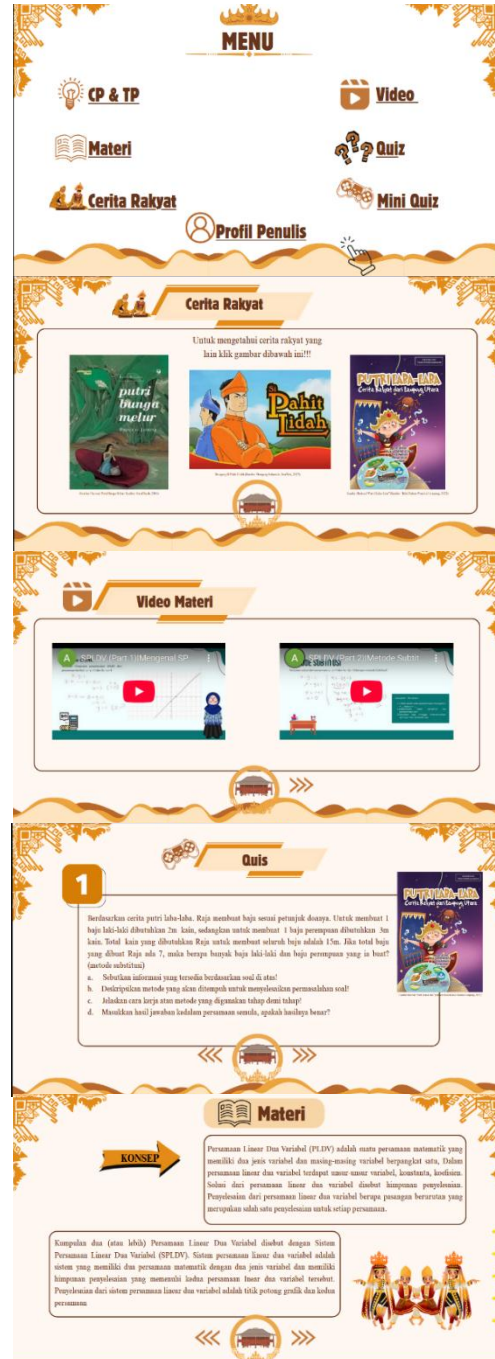 MENU
CP & TP
Video
Materi
Quiz
Cerita Rakyat
Mini Quiz
Profil Penulis
Cerita Rakyat
Untuk mengetahui cerita rakyat yang
lain klik gambar dibawah ini!!!
putri
bunga
melur
Si
Pahit
Lidah
PUTRI LABA-LABA
Cerita Rakyat dari Lampung Utara
Video Materi
A SPLDV (Part 1)|Mengenal SP...
A SPLDV (Part 2)|Metode Subtit...
Quis
1
PUTRI LABA-LABA
Cerita Rakyat dari Lampung Utara
Berdasarkan cerita putri laba-laba. Raja membuat baju sesuai petunjuk doanya. Untuk membuat 1
baju laki-laki dibutuhkan 2m kain, sedangkan untuk membuat 1 baju perempuan dibutuhkan 3m
kain. Total kain yang dibutuhkan Raja untuk membuat seluruh baju adalah 15m. Jika total baju
yang dibuat Raja ada 7, maka berapa banyak baju laki-laki dan baju perempuan yang ia buat?
(metode substitusi)
a. Sebutkan informasi yang tersedia berdasarkan soal di atas!
b. Deskripsikan metode yang akan ditempuh untuk menyelesaikan permasalahan soal!
c. Jelaskan cara kerja atau metode yang digunakan tahap demi tahap!
d. Masukkan hasil jawaban kedalam persamaan semula, apakah hasilnya benar?
Materi
KONSEP
Persamaan Linear Dua Variabel (PLDV) adalah suatu persamaan matematik yang
memiliki dua jenis variabel dan masing-masing variabel berpangkat satu, Dalam
persamaan linear dua variabel terdapat unsur-unsur variabel, konstanta, koefisien.
Solusi dari persamaan linear dua variabel disebut himpunan penyelesaian.
Penyelesaian dari persamaan linear dua variabel berupa pasangan berurutan yang
merupakan salah satu penyelesaian untuk setiap persamaan.
Kumpulan dua (atau lebih) Persamaan Linear Dua Variabel disebut dengan Sistem
Persamaan Linear Dua Variabel (SPLDV). Sistem persamaan linear dua variabel adalah
sistem yang memiliki dua persamaan matematik dengan dua jenis variabel dan memiliki
himpunan penyelesaian yang memenuhi kedua persamaan linear dua variabel tersebut.
Penyelesaian dari sistem persamaan linear dua variabel adalah titik potong grafik dan kedua
persamaan: